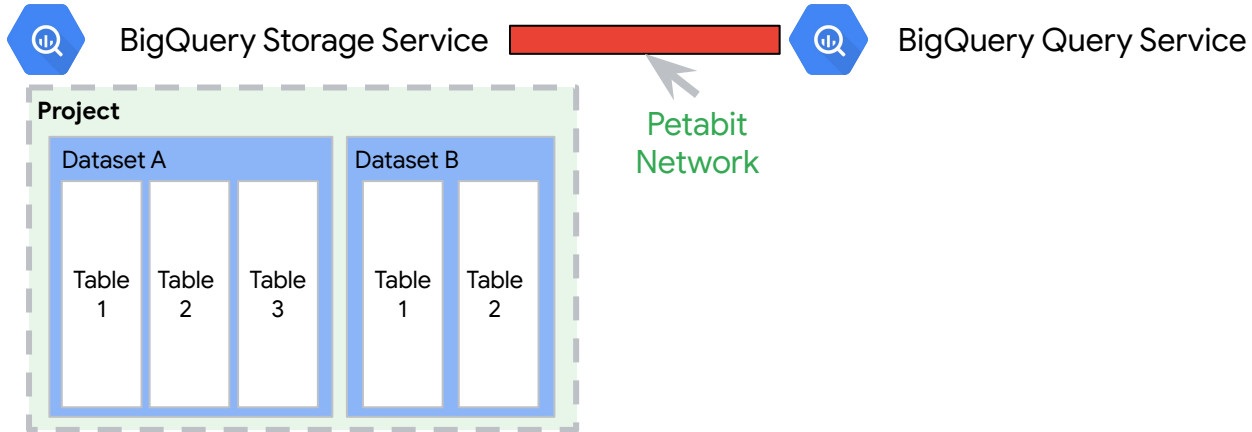 BigQuery Storage Service
BigQuery Query Service
Petabit
Network
Project
Dataset A
Dataset B
Table
1
Table
2
Table
3
Table
1
Table
2